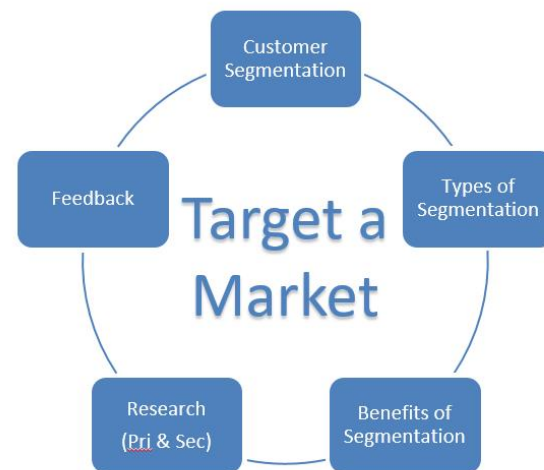 Customer
Segmentation
Types of
Segmentation
Benefits of
Segmentation
Research
(Pri & Sec)
Feedback
Target a
Market